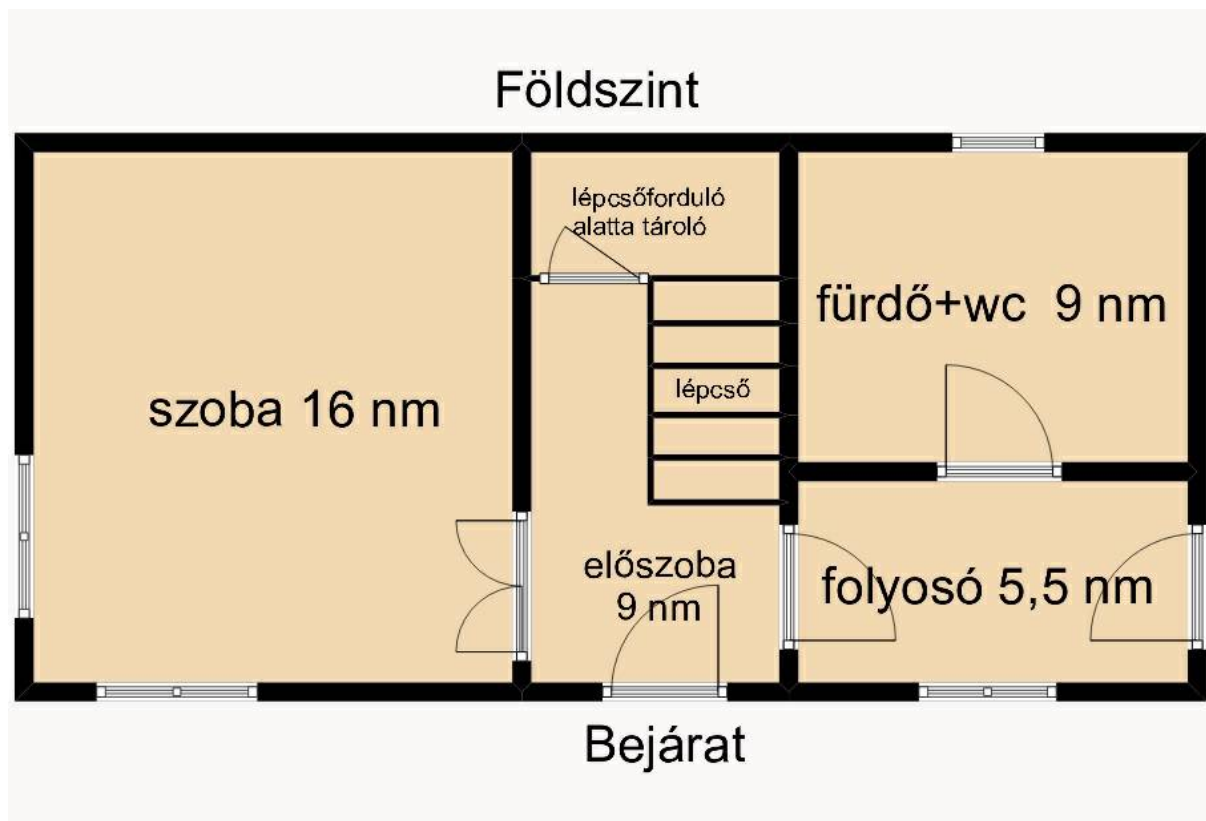 Földszint
lépcsőforduló
alatta tároló
fürdő+wc 9 nm
lépcső
szoba 16 nm
előszoba
9 nm
folyosó 5,5 nm
Bejárat